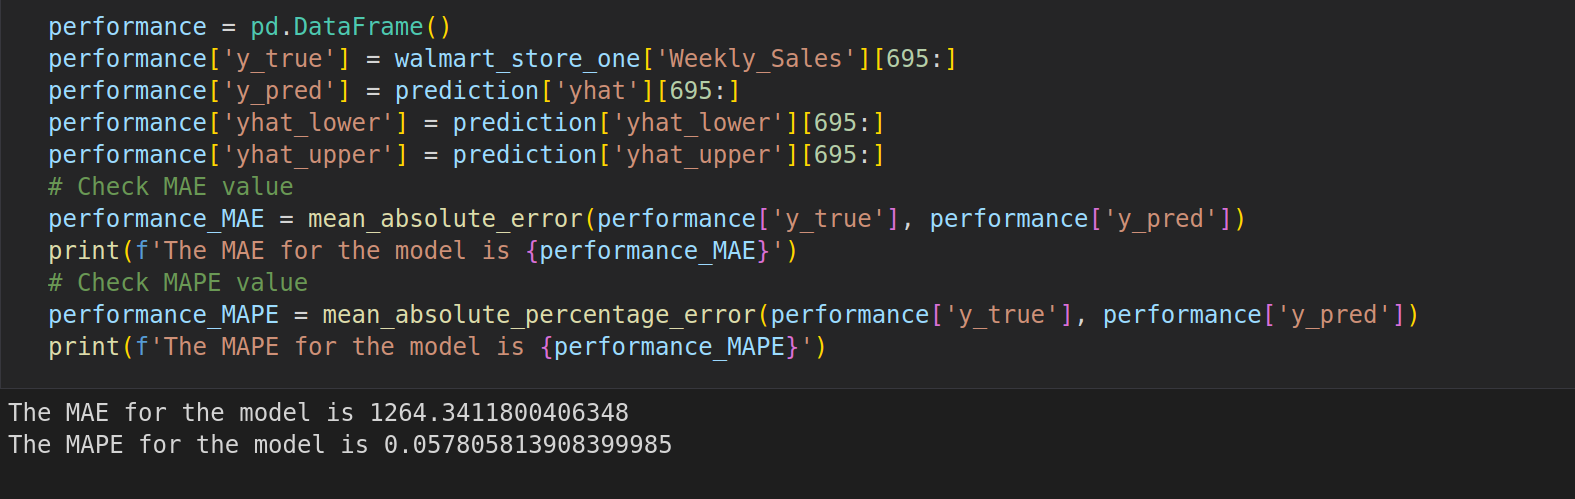 performance = pd.DataFrame()
performance['y_true'] = walmart_store_one['Weekly_Sales'][695:]
performance['y_pred'] = prediction['yhat'][695:]
performance['yhat_lower'] = prediction['yhat_lower'][695:]
performance['yhat_upper'] = prediction['yhat_upper'][695:]
# Check MAE value
performance_MAE = mean_absolute_error(performance['y_true'], performance['y_pred'])
print(f'The MAE for the model is {performance_MAE}')
# Check MAPE value
performance_MAPE = mean_absolute_percentage_error(performance['y_true'], performance['y_pred'])
print(f'The MAPE for the model is {performance_MAPE}')
The MAE for the model is 1264.3411800406348
The MAPE for the model is 0.057805813908399985